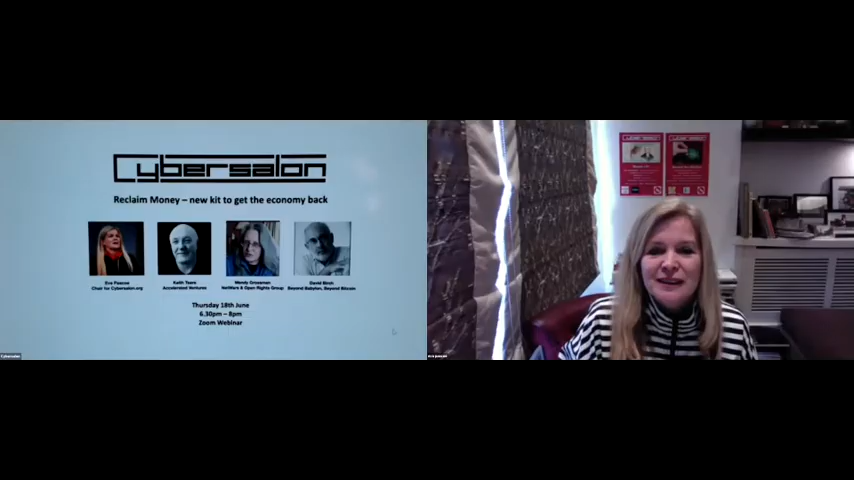 Cybersalon
Reclaim Money – new kit to get the economy back
Eva Pascoe
Chair for Cybersalon.org
Keith Teare
Accelerated Ventures
Wendy Grossman
NetWars & Open Rights Group
David Birch
Beyond Babylon, Beyond Bitcoin
Thursday 18th June
6.30pm – 8pm
Zoom Webinar
Cybersalon